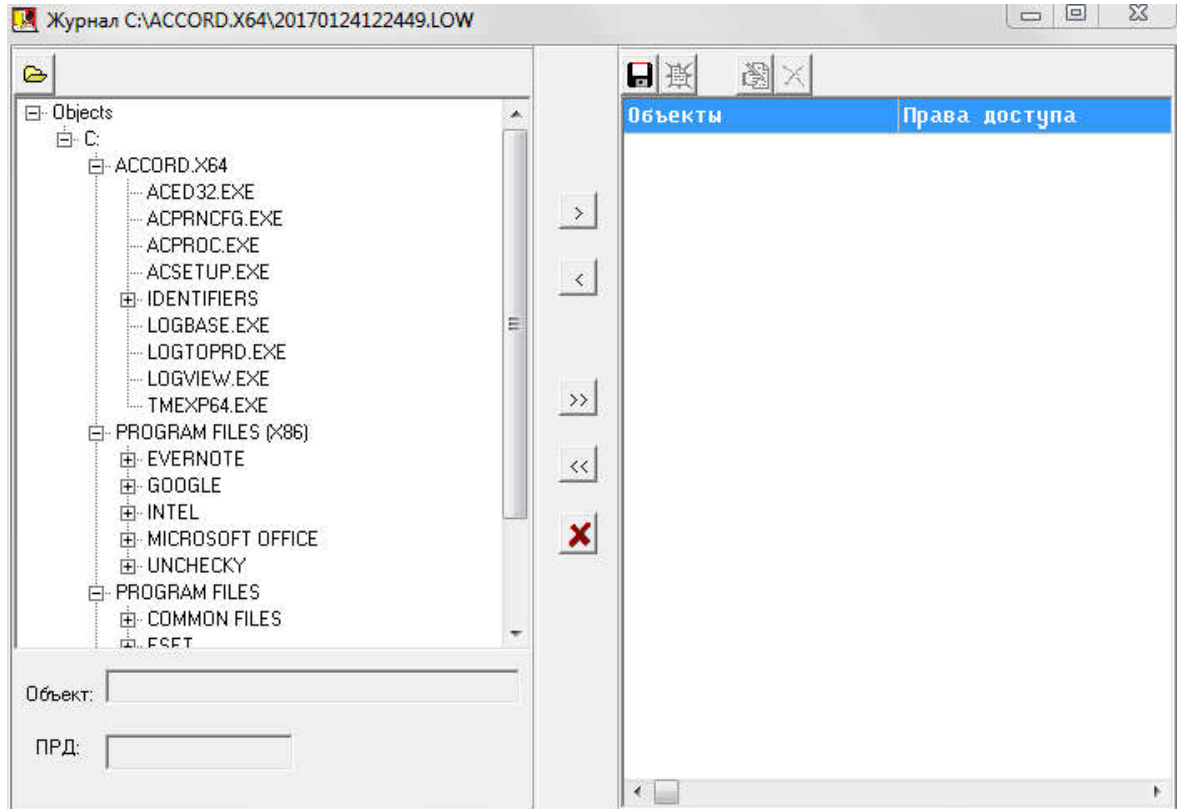 Журнал C:\ACCORD.X64\20170124122449.LOW
Objects
C:
ACCORD.X64
ACED32.EXE
ACPRNCFG.EXE
ACPROC.EXE
ACSETUP.EXE
IDENTIFIERS
LOGBASE.EXE
LOGTOPRD.EXE
LOGVIEW.EXE
TMEXP64.EXE
PROGRAM FILES (X86)
EVERNOTE
GOOGLE
INTEL
MICROSOFT OFFICE
UNCHECKY
PROGRAM FILES
COMMON FILES
ESET
Объект:
ПРД:
>
<
>>
<<
Объекты Права доступа